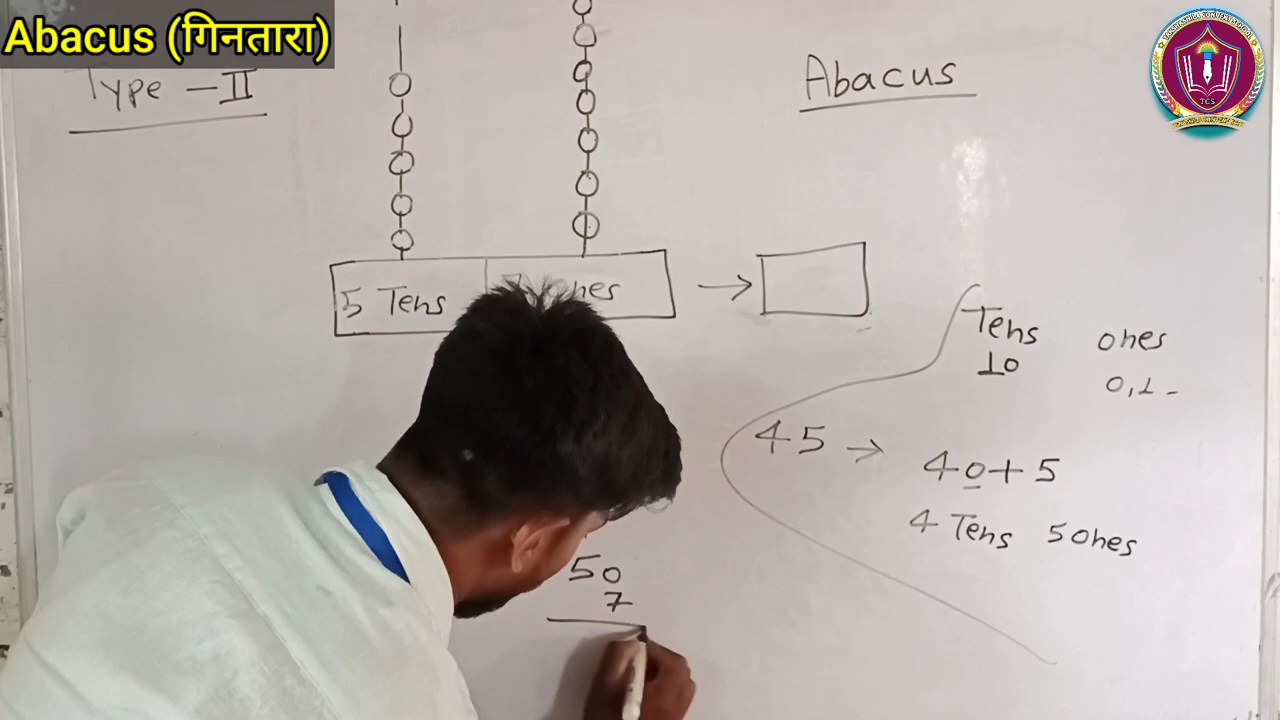 Abacus (गिनतारा)
Type - II
Abacus
5 Tens
Tens ones
10 0,1 -
45 → 40+5
4 Tens 5 ones
50
7
TCS